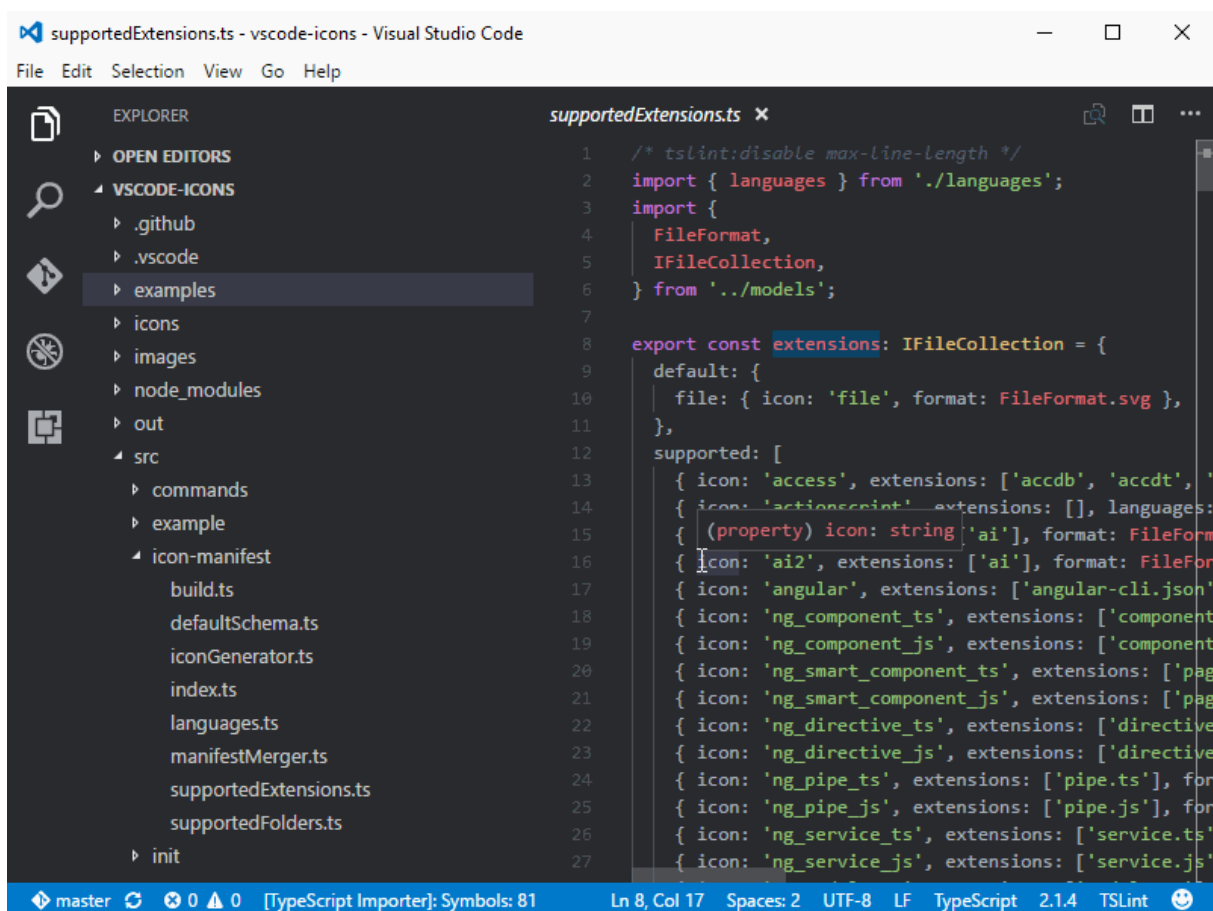 supportedExtensions.ts - vscode-icons - Visual Studio Code
File Edit Selection View Go Help
EXPLORER
OPEN EDITORS
VSCODE-ICONS
.github
.vscode
examples
icons
images
node_modules
out
src
commands
example
icon-manifest
build.ts
defaultSchema.ts
iconGenerator.ts
index.ts
languages.ts
manifestMerger.ts
supportedExtensions.ts
supportedFolders.ts
init
supportedExtensions.ts
1 /* tslint:disable max-line-length */
2 import { languages } from './languages';
3 import {
4 FileFormat,
5 IFileCollection,
6 } from '../models';
7
8 export const extensions: IFileCollection = {
9 default: {
10 file: { icon: 'file', format: FileFormat.svg },
11 },
12 supported: [
13 { icon: 'access', extensions: ['accdb', 'accdt', '
14 { icon: 'actionscript', extensions: [], languages:
(property) icon: string
15 { 'ai'], format: FileForm
16 { icon: 'ai2', extensions: ['ai'], format: FileFor
17 { icon: 'angular', extensions: ['angular-cli.json'
18 { icon: 'ng_component_ts', extensions: ['component
19 { icon: 'ng_component_js', extensions: ['component
20 { icon: 'ng_smart_component_ts', extensions: ['pag
21 { icon: 'ng_smart_component_js', extensions: ['pag
22 { icon: 'ng_directive_ts', extensions: ['directive
23 { icon: 'ng_directive_js', extensions: ['directive
24 { icon: 'ng_pipe_ts', extensions: ['pipe.ts'], for
25 { icon: 'ng_pipe_js', extensions: ['pipe.js'], for
26 { icon: 'ng_service_ts', extensions: ['service.ts'
27 { icon: 'ng_service_js', extensions: ['service.js'
master 0 0 [TypeScript Importer]: Symbols: 81 Ln 8, Col 17 Spaces: 2 UTF-8 LF TypeScript 2.1.4 TSLint